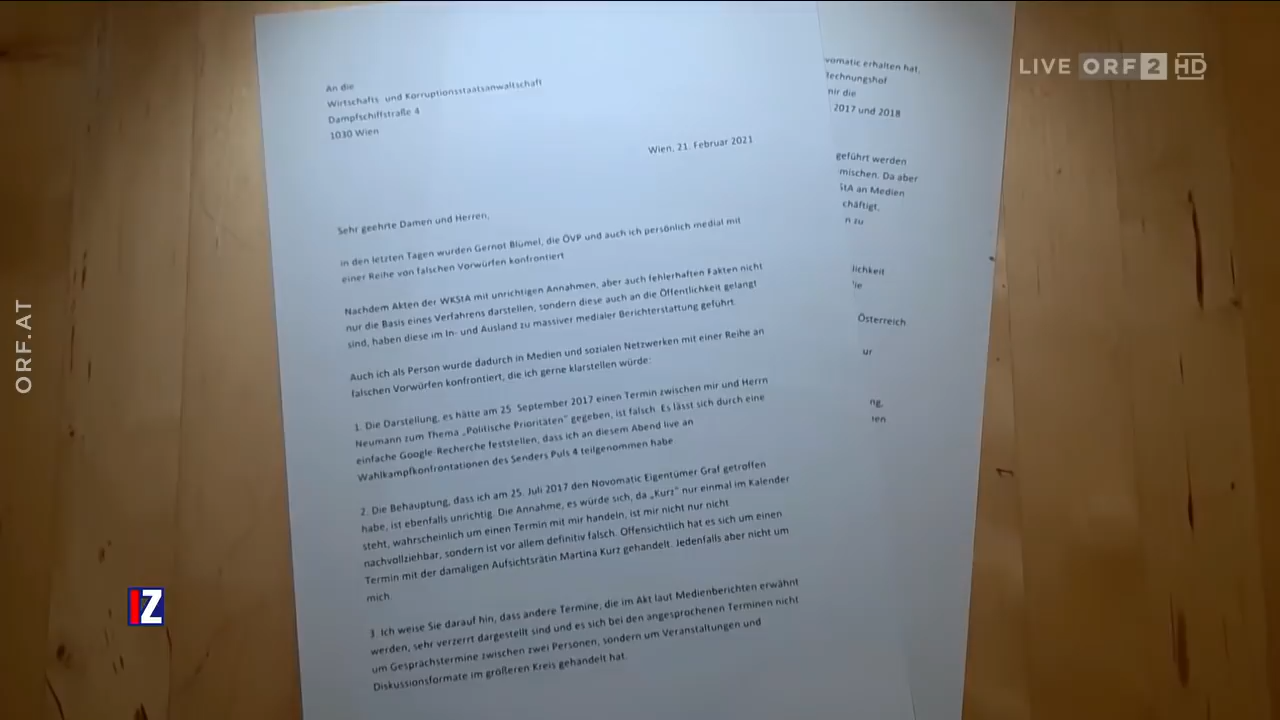 An die
Wirtschafts- und Korruptionsstaatsanwaltschaft
Dampfschiffstraße 4
1030 Wien
Wien, 21. Februar 2021
Sehr geehrte Damen und Herren,
in den letzten Tagen wurden Gernot Blümel, die ÖVP und auch ich persönlich medial mit
einer Reihe von falschen Vorwürfen konfrontiert
Nachdem Akten der WKStA mit unrichtigen Annahmen, aber auch fehlerhaften Fakten nicht
nur die Basis eines Verfahrens darstellen, sondern diese auch an die Öffentlichkeit gelangt
sind, haben diese im In- und Ausland zu massiver medialer Berichterstattung geführt.
Auch ich als Person wurde dadurch in Medien und sozialen Netzwerken mit einer Reihe an
falschen Vorwürfen konfrontiert, die ich gerne klarstellen würde:
1. Die Darstellung, es hätte am 25. September 2017 einen Termin zwischen mir und Herrn
Neumann zum Thema „Politische Prioritäten" gegeben, ist falsch. Es lässt sich durch eine
einfache Google Recherche feststellen, dass ich an diesem Abend live an
Wahlkampfkonfrontationen des Senders Puls 4 teilgenommen habe
2. Die Behauptung, dass ich am 25. Juli 2017 den Novomatic Eigentümer Graf getroffen
habe, ist ebenfalls unrichtig. Die Annahme, es würde sich, da „Kurz" nur einmal im Kalender
steht, wahrscheinlich um einen Termin mit mir handeln, ist mir nicht nur nicht
nachvollziehbar, sondern ist vor allem definitiv falsch. Offensichtlich hat es sich um einen
Termin mit der damaligen Aufsichtsrätin Martina Kurz gehandelt. Jedenfalls aber nicht um
mich.
3. Ich weise Sie darauf hin, dass andere Termine, die im Akt laut Medienberichten erwähnt
werden, sehr verzerrt dargestellt sind und es sich bei den angesprochenen Terminen nicht
um Gesprächstermine zwischen zwei Personen, sondern um Veranstaltungen und
Diskussionsformate im größeren Kreis gehandelt hat.
vomatic erhalten hat.
Rechnungshof
mir die
2017 und 2018
geführt werden
mischen. Da aber
StA an Medien
chäftigt,
n zu
lichkeit
ie
Österreich
ur
ng,
ten
LIVE ORF 2 HD
ORF.AT
IZ